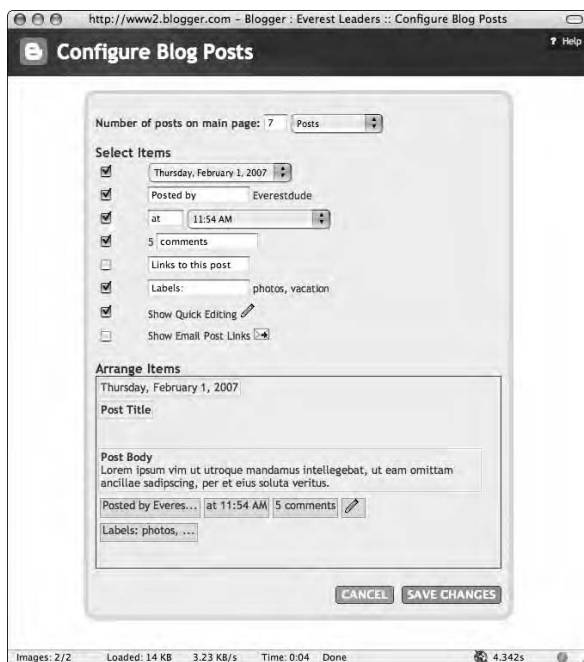 http://www2.blogger.com – Blogger : Everest Leaders :: Configure Blog Posts
Configure Blog Posts
? Help
Number of posts on main page: 7 Posts
Select Items
Thursday, February 1, 2007
Posted by Everestdude
at 11:54 AM
5 comments
Links to this post
Labels: photos, vacation
Show Quick Editing
Show Email Post Links
Arrange Items
Thursday, February 1, 2007
Post Title
Post Body
Lorem ipsum vim ut utroque mandamus intellegebat, ut eam omittam
ancillae sadipscing, per et eius soluta veritus.
Posted by Everes... at 11:54 AM 5 comments
Labels: photos, ...
CANCEL SAVE CHANGES
Images: 2/2 Loaded: 14 KB 3.23 KB/s Time: 0:04 Done 4.342s